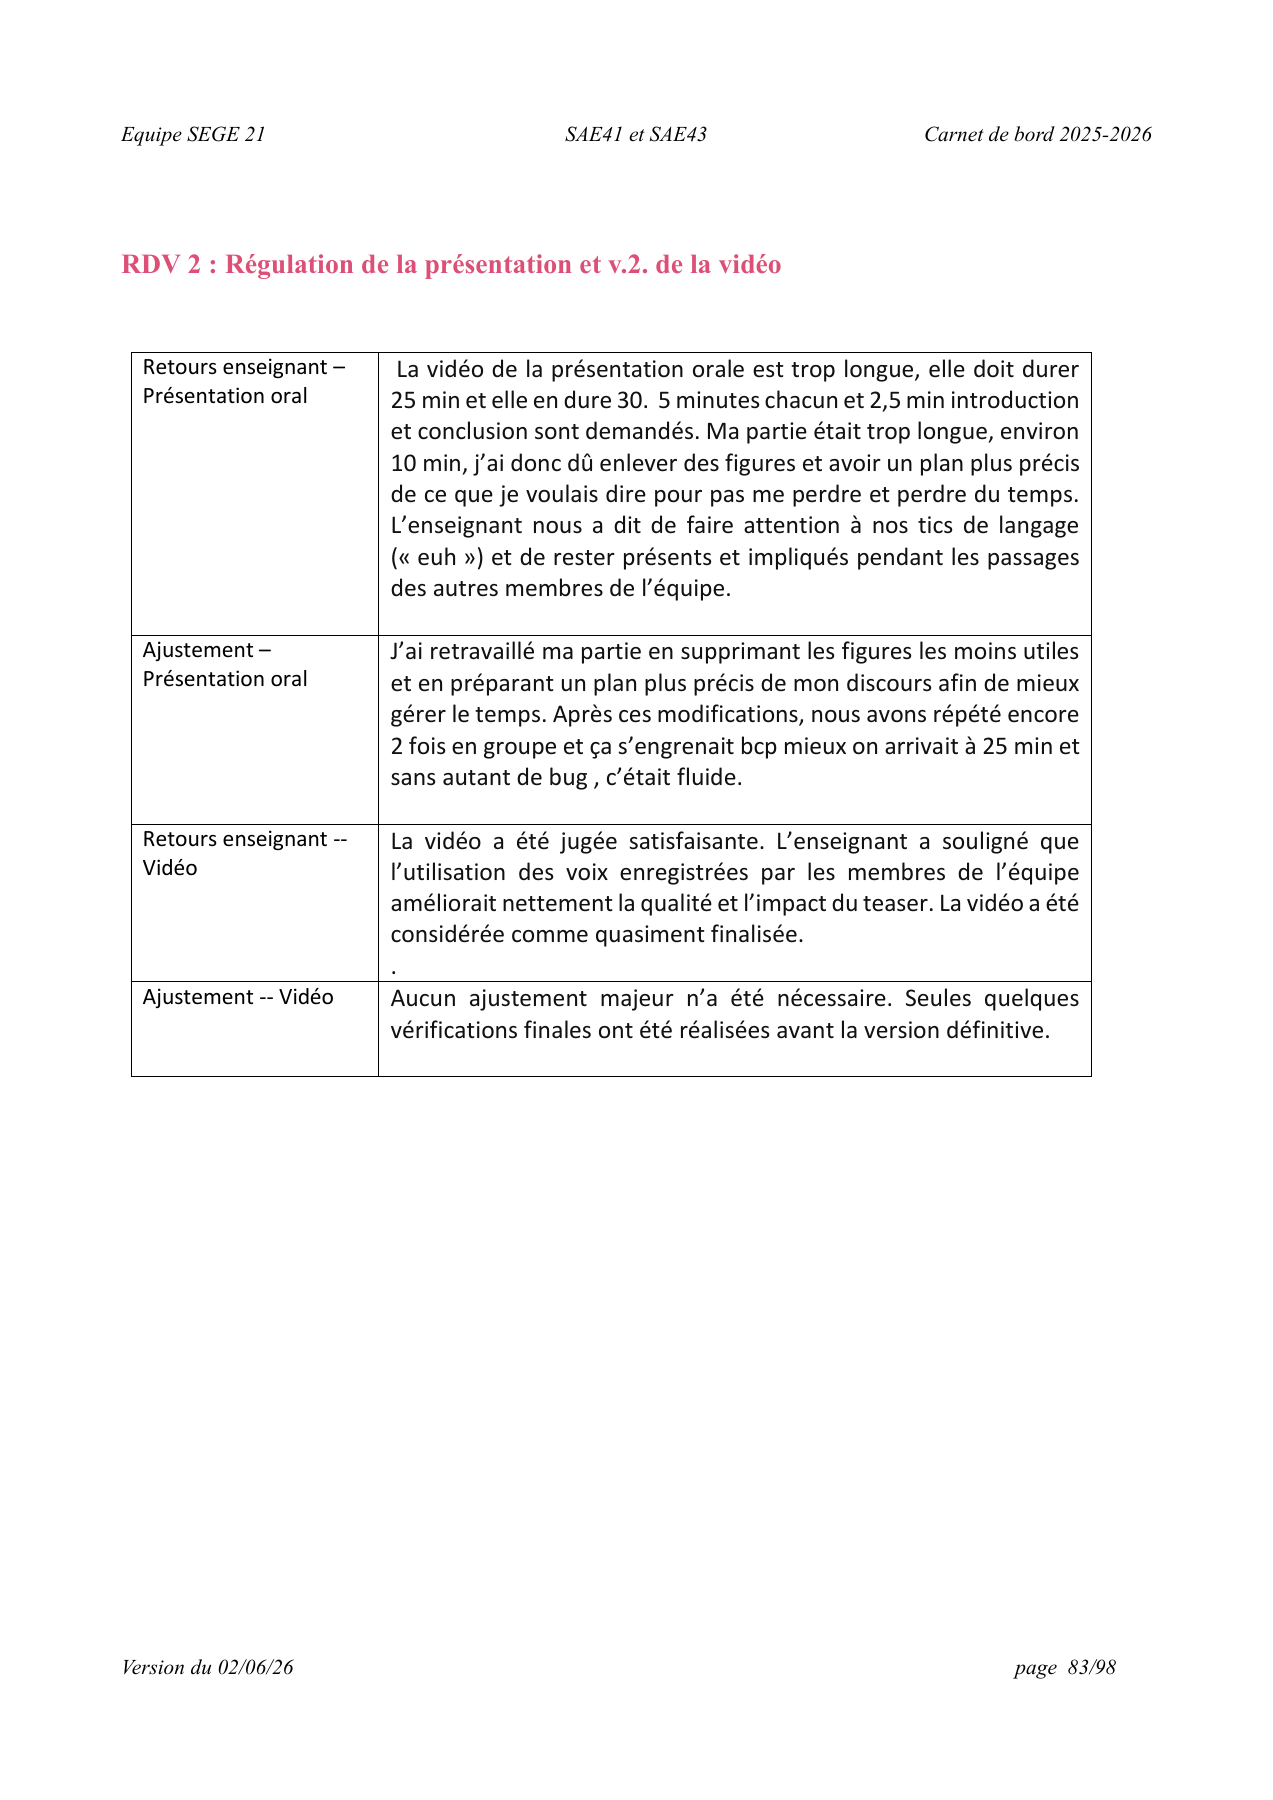 Equipe SEGE 21 SAE41 et SAE43 Carnet de bord 2025-2026
RDV 2 : Régulation de la présentation et v.2. de la vidéo
Retours enseignant –
Présentation oral
La vidéo de la présentation orale est trop longue, elle doit durer
25 min et elle en dure 30. 5 minutes chacun et 2,5 min introduction
et conclusion sont demandés. Ma partie était trop longue, environ
10 min, j’ai donc dû enlever des figures et avoir un plan plus précis
de ce que je voulais dire pour pas me perdre et perdre du temps.
L’enseignant nous a dit de faire attention à nos tics de langage
(« euh ») et de rester présents et impliqués pendant les passages
des autres membres de l’équipe.
Ajustement –
Présentation oral
J’ai retravaillé ma partie en supprimant les figures les moins utiles
et en préparant un plan plus précis de mon discours afin de mieux
gérer le temps. Après ces modifications, nous avons répété encore
2 fois en groupe et ça s’engrenait bcp mieux on arrivait à 25 min et
sans autant de bug , c’était fluide.
Retours enseignant --
Vidéo
La vidéo a été jugée satisfaisante. L’enseignant a souligné que
l’utilisation des voix enregistrées par les membres de l’équipe
améliorait nettement la qualité et l’impact du teaser. La vidéo a été
considérée comme quasiment finalisée.
.
Ajustement -- Vidéo
Aucun ajustement majeur n’a été nécessaire. Seules quelques
vérifications finales ont été réalisées avant la version définitive.
Version du 02/06/26 page 83/98